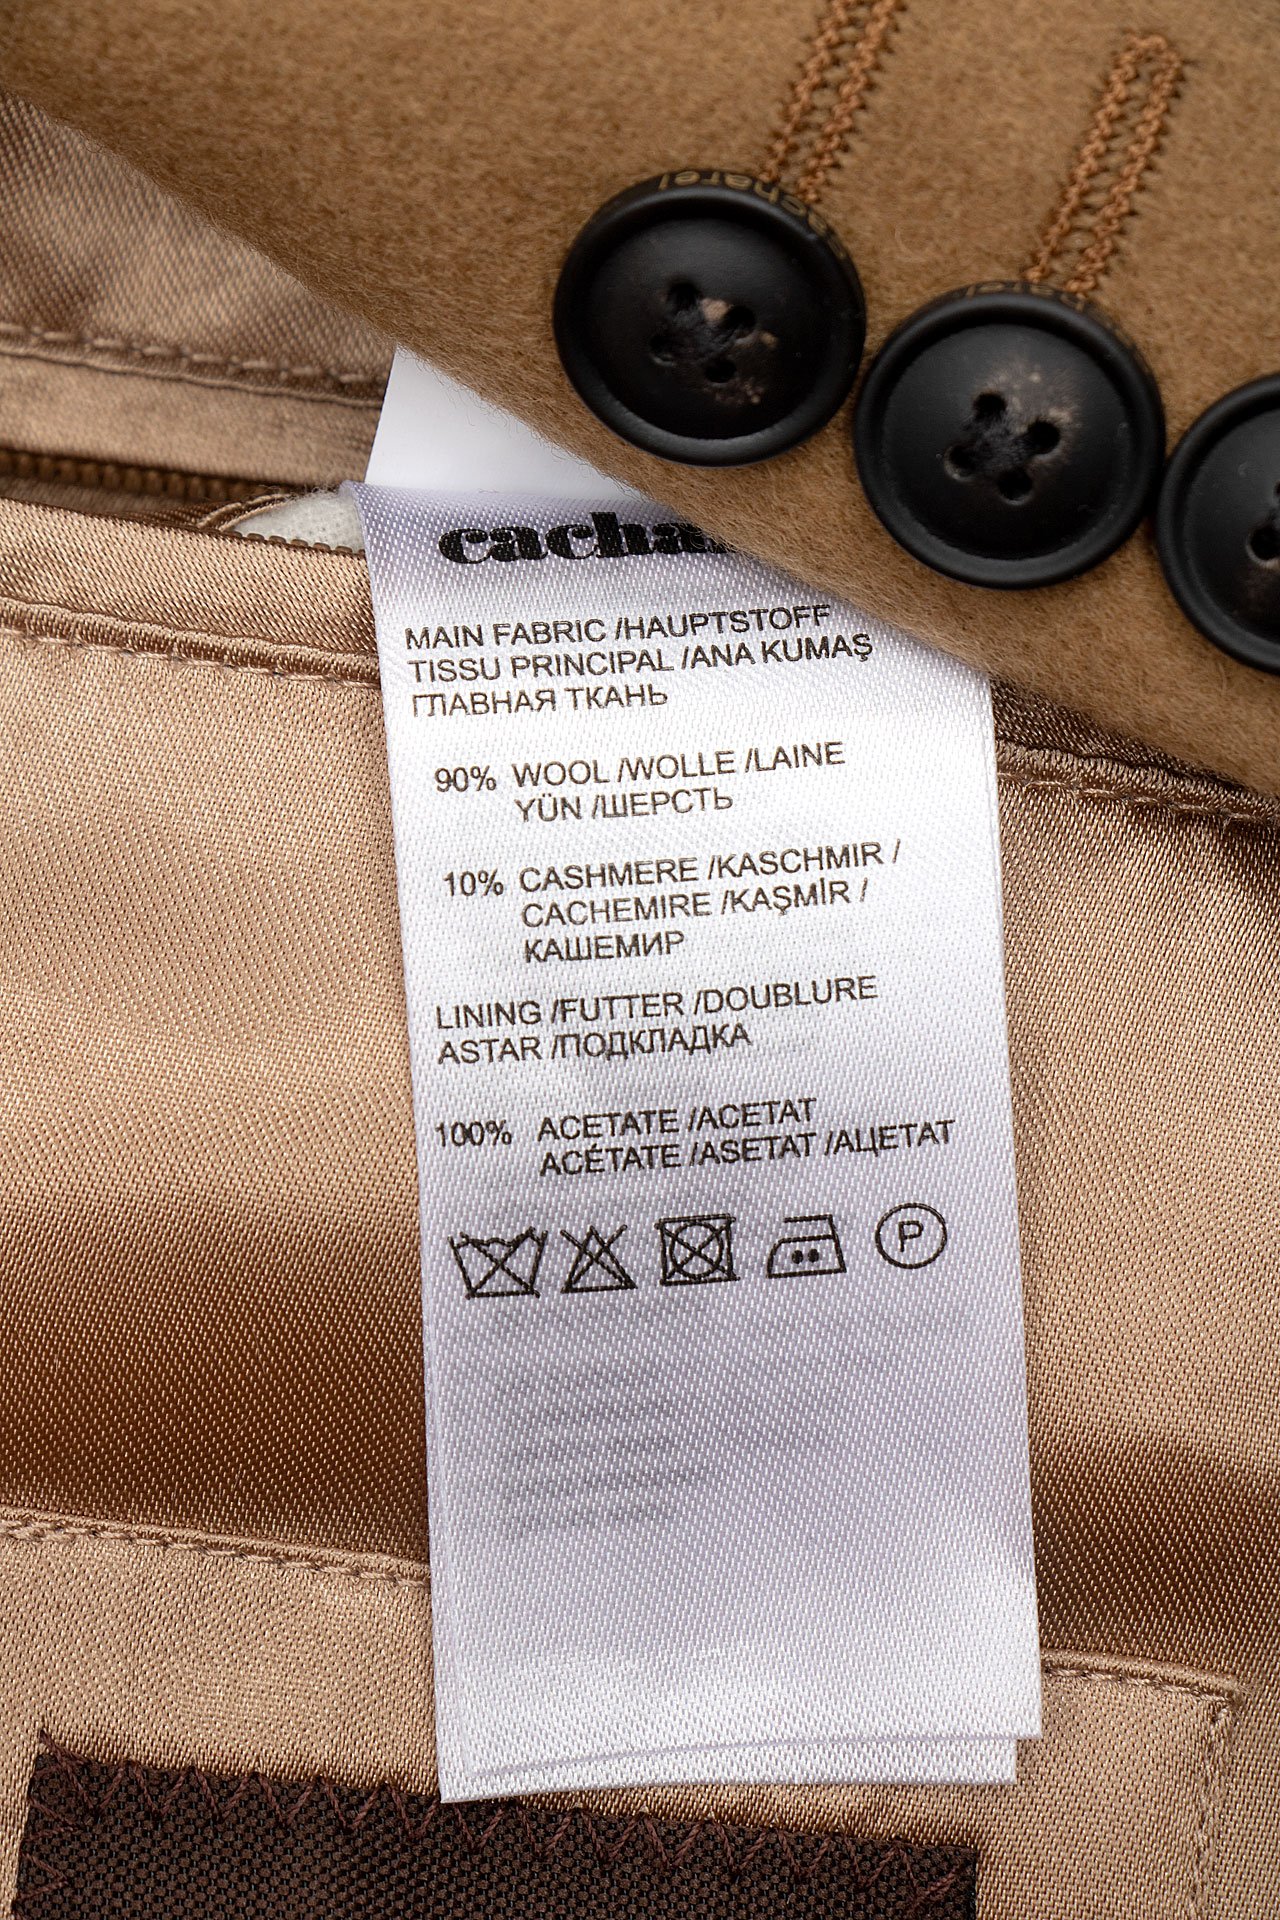 cacharel
MAIN FABRIC /HAUPTSTOFF
TISSU PRINCIPAL /ANA KUMAŞ
ГЛАВНАЯ ТКАНЬ
90% WOOL /WOLLE /LAINE
YÜN /ШЕРСТЬ
10% CASHMERE /KASCHMIR /
CACHEMIRE /KAŞMİR /
КАШЕМИР
LINING /FUTTER /DOUBLURE
ASTAR /ПОДКЛАДКА
100% ACETATE /ACETAT
ACÉTATE /ASETAT /АЦЕТАТ
P